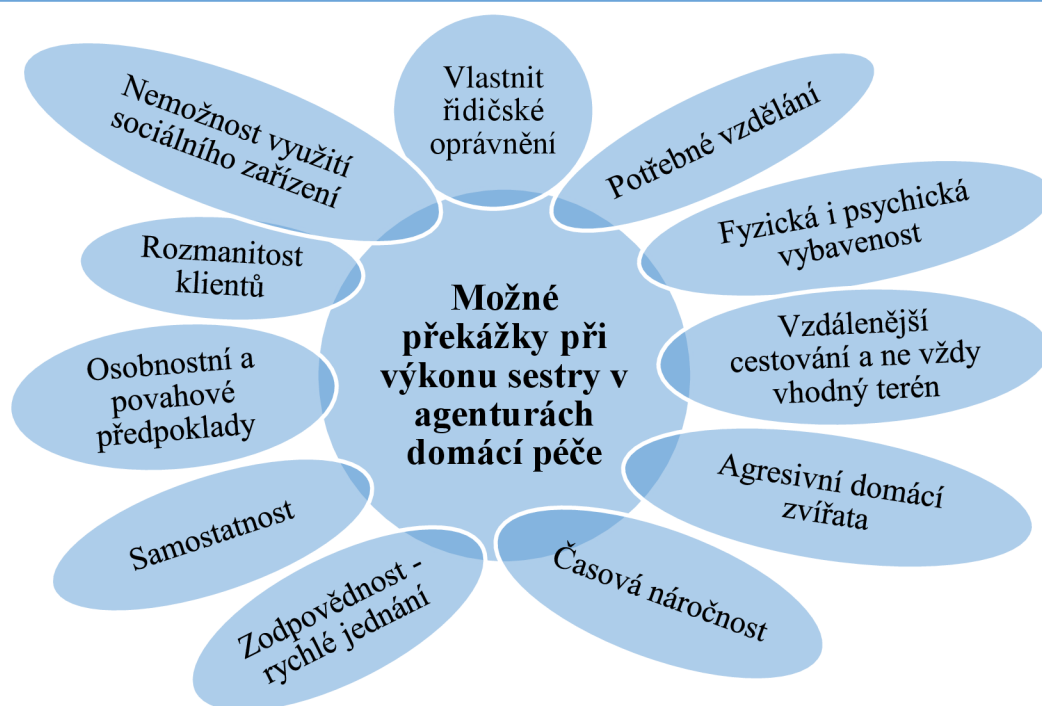 Vlastnit
řidičské
oprávnění
Potřebné vzdělání
Fyzická i psychická
vybavenost
Vzdálenější
cestování a ne vždy
vhodný terén
Agresivní domácí
zvířata
Časová náročnost
Zodpovědnost -
rychlé jednání
Samostatnost
Osobnostní a
povahové
předpoklady
Rozmanitost
klientů
Nemožnost využití
sociálního zařízení
Možné
překážky při
výkonu sestry v
agenturách
domácí péče